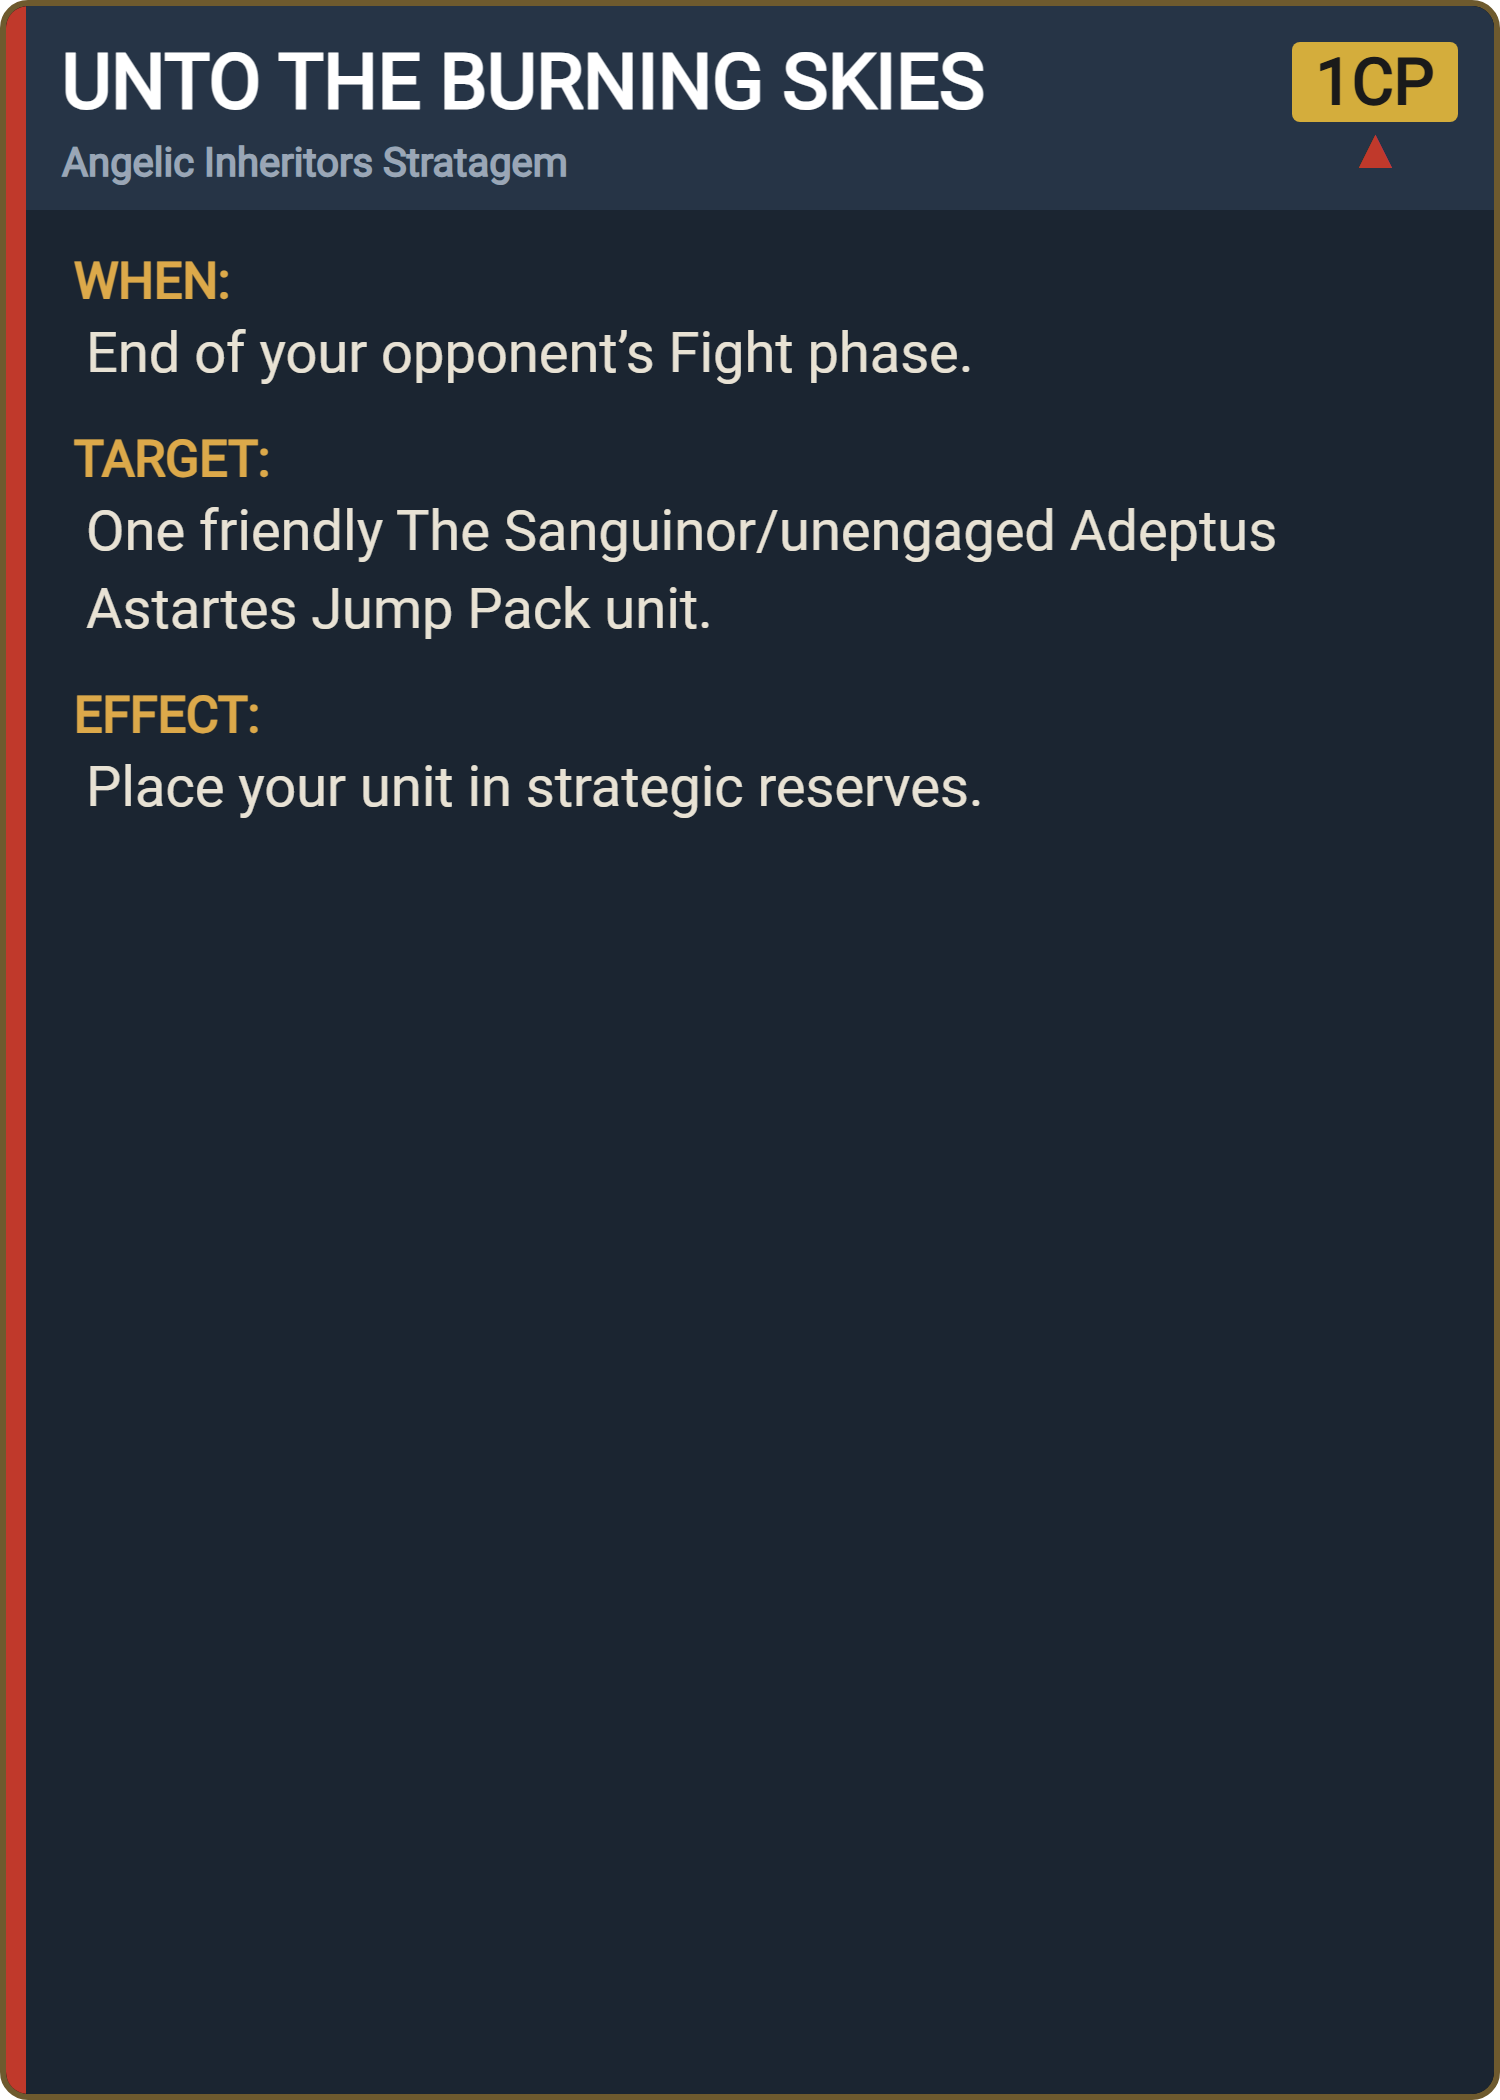 UNTO THE BURNING SKIES
1CP
Angelic Inheritors Stratagem
WHEN:
End of your opponent’s Fight phase.
TARGET:
One friendly The Sanguinor/unengaged Adeptus
Astartes Jump Pack unit.
EFFECT:
Place your unit in strategic reserves.